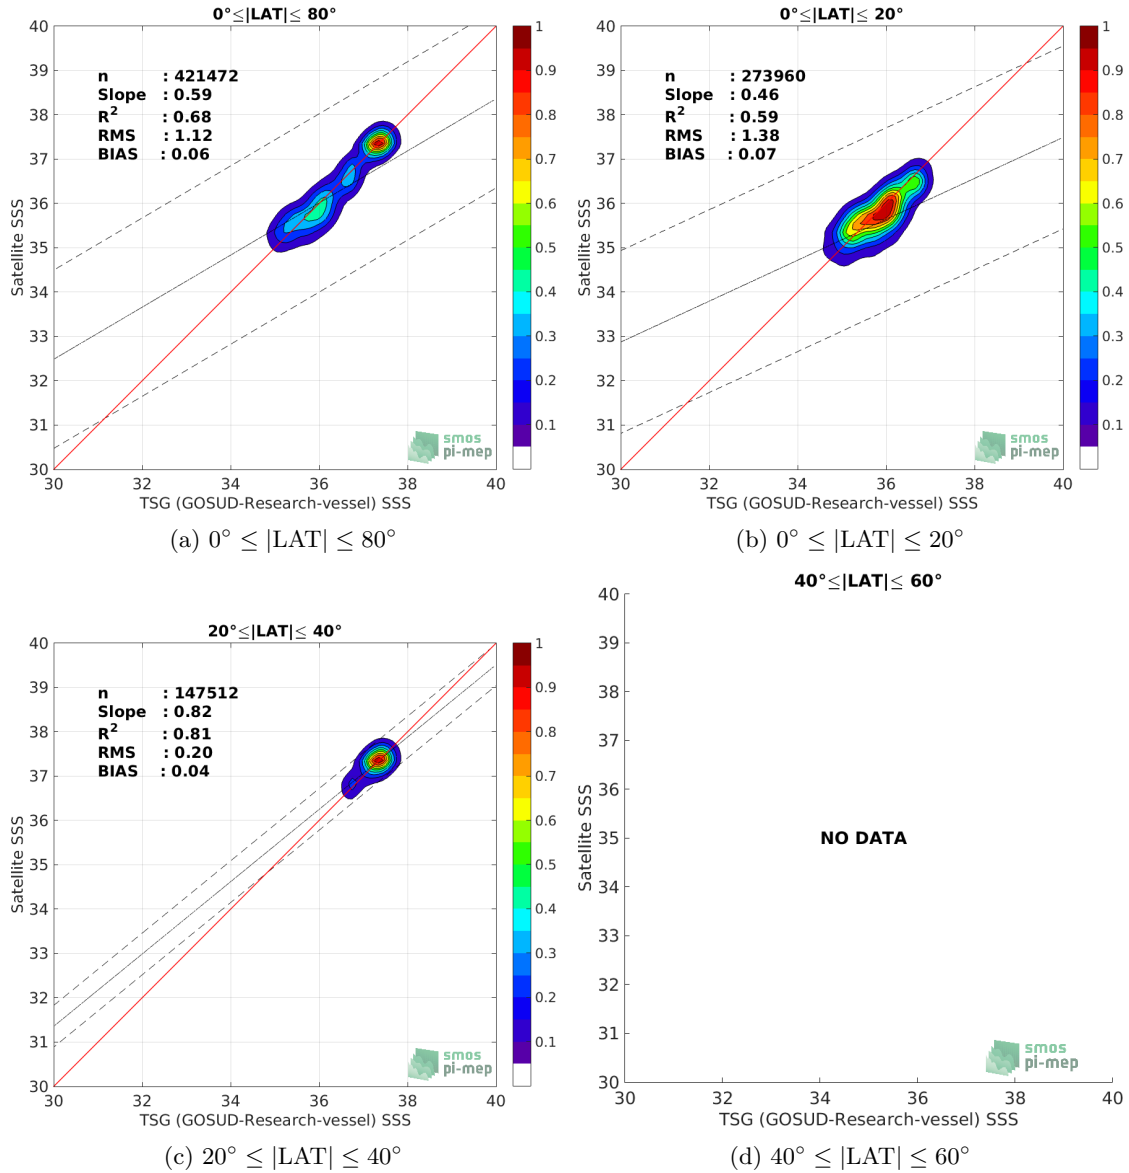 0°≤|LAT|≤ 80°
n : 421472
Slope : 0.59
R2 : 0.68
RMS : 1.12
BIAS : 0.06
40
39
38
37
36
35
34
33
32
31
30
Satellite SSS
30 32 34 36 38 40
TSG (GOSUD-Research-vessel) SSS
1
0.9
0.8
0.7
0.6
0.5
0.4
0.3
0.2
0.1
smos
pi-mep
(a) 0° ≤ |LAT| ≤ 80°
0°≤|LAT|≤ 20°
n : 273960
Slope : 0.46
R2 : 0.59
RMS : 1.38
BIAS : 0.07
40
39
38
37
36
35
34
33
32
31
30
Satellite SSS
30 32 34 36 38 40
TSG (GOSUD-Research-vessel) SSS
1
0.9
0.8
0.7
0.6
0.5
0.4
0.3
0.2
0.1
smos
pi-mep
(b) 0° ≤ |LAT| ≤ 20°
20°≤|LAT|≤ 40°
n : 147512
Slope : 0.82
R2 : 0.81
RMS : 0.20
BIAS : 0.04
40
39
38
37
36
35
34
33
32
31
30
Satellite SSS
30 32 34 36 38 40
TSG (GOSUD-Research-vessel) SSS
1
0.9
0.8
0.7
0.6
0.5
0.4
0.3
0.2
0.1
smos
pi-mep
(c) 20° ≤ |LAT| ≤ 40°
40°≤|LAT|≤ 60°
40
39
38
37
36
35
34
33
32
31
30
Satellite SSS
NO DATA
smos
pi-mep
30 32 34 36 38 40
TSG (GOSUD-Research-vessel) SSS
(d) 40° ≤ |LAT| ≤ 60°